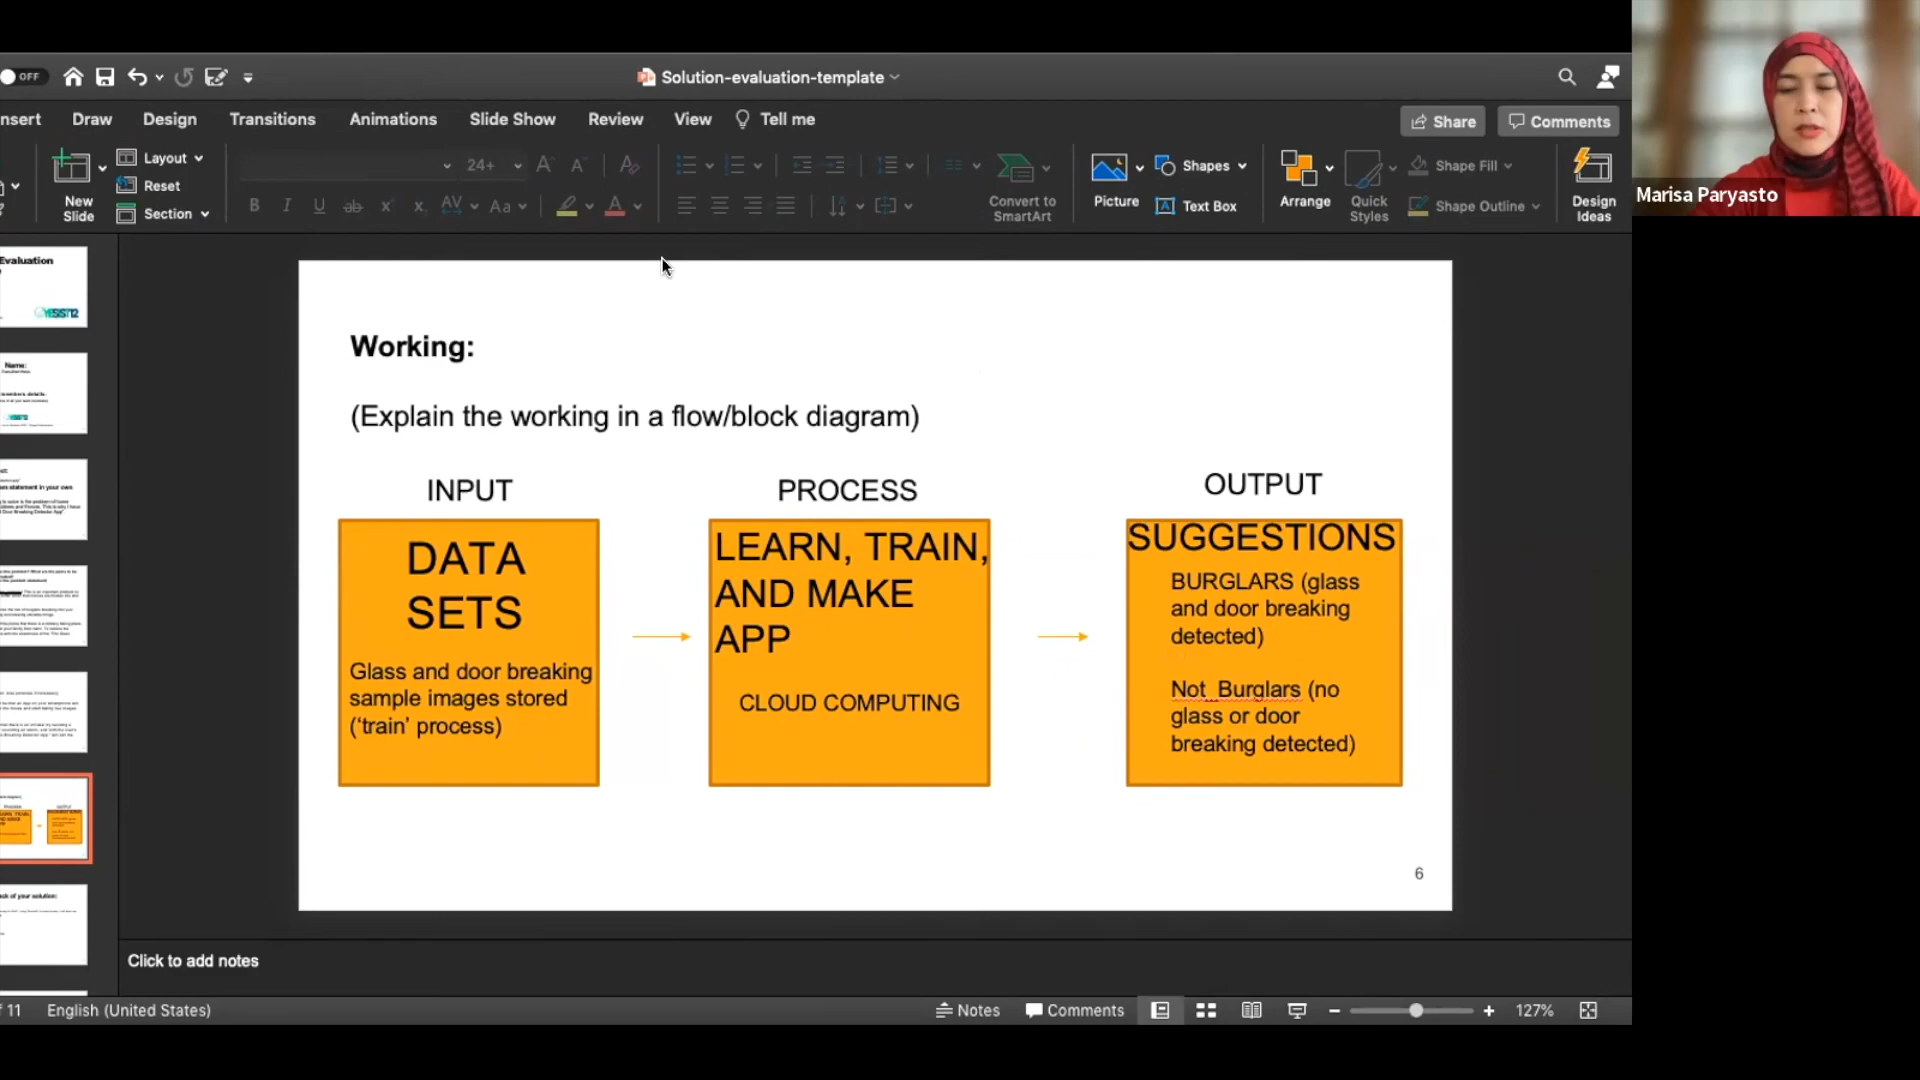 OFF
Solution-evaluation-template
nsert Draw Design Transitions Animations Slide Show Review View Tell me
Share Comments
New Slide
Layout
Reset
Section
24+
Convert to SmartArt
Picture
Shapes
Text Box
Arrange
Quick Styles
Shape Fill
Shape Outline
Design Ideas
Marisa Paryasto
Evaluation
Name:
Working:
(Explain the working in a flow/block diagram)
INPUT
DATA
SETS
Glass and door breaking
sample images stored
(‘train’ process)
PROCESS
LEARN, TRAIN,
AND MAKE
APP
CLOUD COMPUTING
OUTPUT
SUGGESTIONS
BURGLARS (glass
and door breaking
detected)
Not_Burglars (no
glass or door
breaking detected)
6
Click to add notes
11 English (United States)
Notes Comments 127%